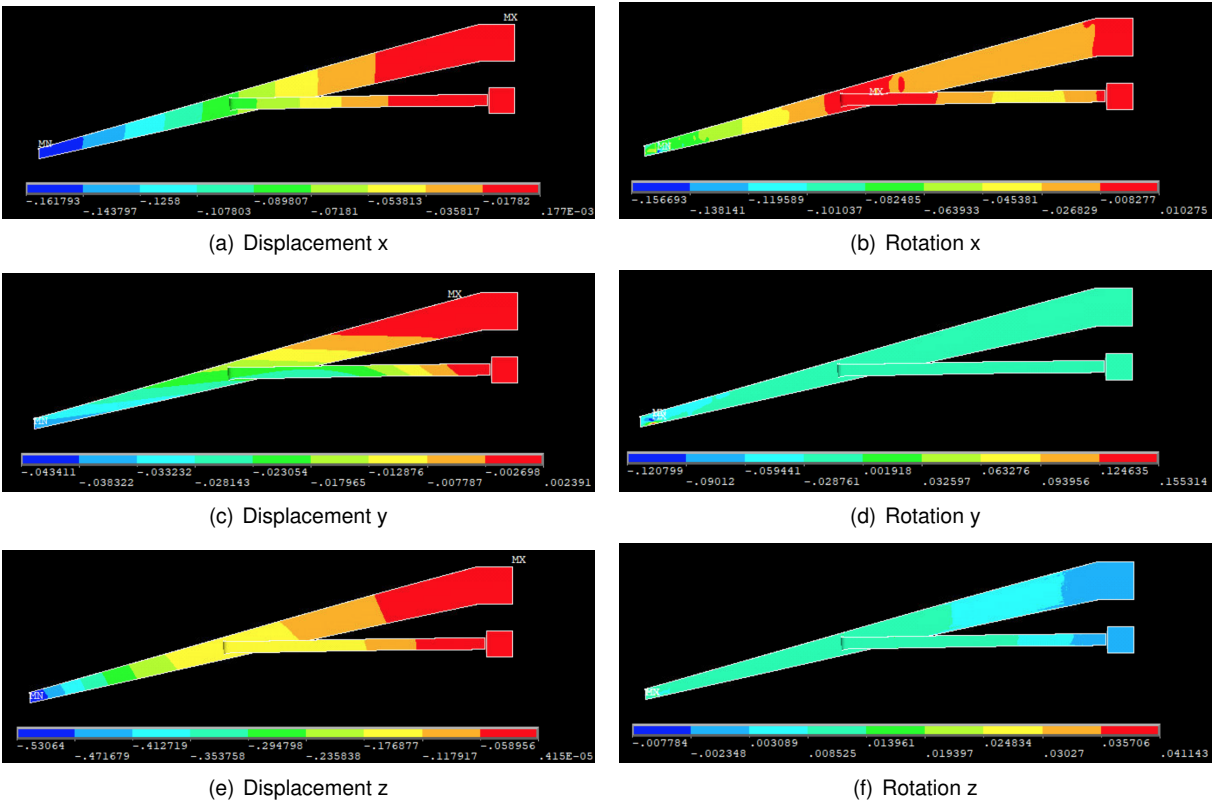 MX
MN
-.161793 -.1258 -.089807 -.053813 -.01782
-.143797 -.107803 -.07181 -.035817 .177E-03
(a) Displacement x
MX
MN
-.156693 -.119589 -.082485 -.045381 -.008277
-.138141 -.101037 -.063933 -.026829 .010275
(b) Rotation x
MX
MN
-.043411 -.033232 -.023054 -.012876 -.002698
-.038322 -.028143 -.017965 -.007787 .002391
(c) Displacement y
-.120799 -.059441 .001918 .063276 .124635
-.09012 -.028761 .032597 .093956 .155314
(d) Rotation y
MX
MN
-.53064 -.412719 -.294798 -.176877 -.058956
-.471679 -.353758 -.235838 -.117917 .415E-05
(e) Displacement z
-.007784 .003089 .013961 .024834 .035706
-.002348 .008525 .019397 .03027 .041143
(f) Rotation z